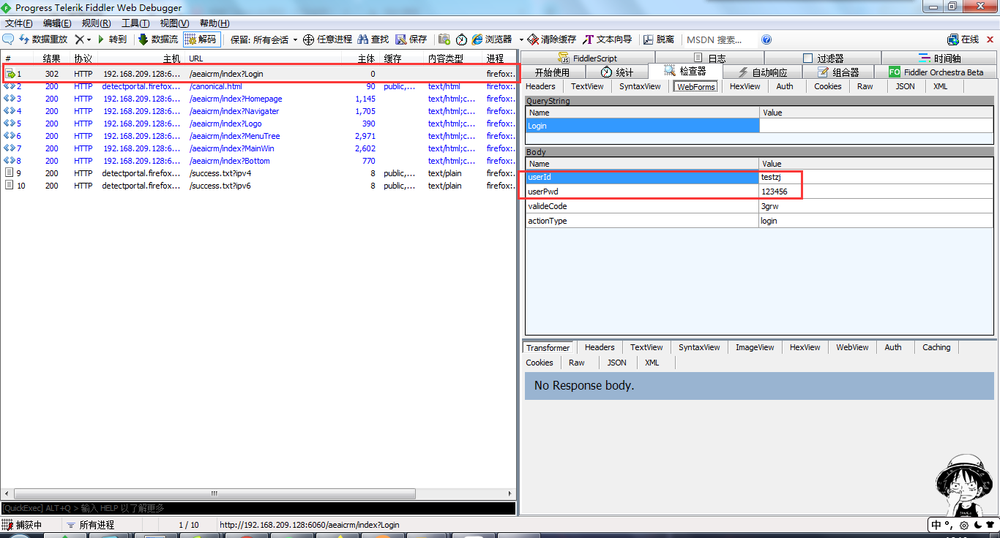 Progress Telerik Fiddler Web Debugger
文件(F) 编辑(E) 规则(R) 工具(T) 视图(V) 帮助(H)
数据重放 转到 数据流 解码 保留: 所有会话 任意进程 查找 保存 浏览器 清除缓存 文本向导 脱离 MSDN 搜索... 在线
# 结果 协议 主机 URL 主体 缓存 内容类型 进程
1 302 HTTP 192.168.209.128:6... /aeaicrm/index?Login 0 firefox:.
2 200 HTTP detectportal.firefox... /canonical.html 90 public,... text/html firefox:.
3 200 HTTP 192.168.209.128:6... /aeaicrm/index?Homepage 1,145 text/html;c... firefox:.
4 200 HTTP 192.168.209.128:6... /aeaicrm/index?Navigater 1,705 text/html;c... firefox:.
5 200 HTTP 192.168.209.128:6... /aeaicrm/index?Logo 390 text/html;c... firefox:.
6 200 HTTP 192.168.209.128:6... /aeaicrm/index?MenuTree 2,971 text/html;c... firefox:.
7 200 HTTP 192.168.209.128:6... /aeaicrm/index?MainWin 2,602 text/html;c... firefox:.
8 200 HTTP 192.168.209.128:6... /aeaicrm/index?Bottom 770 text/html;c... firefox:.
9 200 HTTP detectportal.firefox... /success.txt?ipv4 8 public,... text/plain firefox:.
10 200 HTTP detectportal.firefox... /success.txt?ipv6 8 public,... text/plain firefox:.
FiddlerScript 日志 过滤器 时间轴
开始使用 统计 检查器 自动响应 组合器 FO Fiddler Orchestra Beta
Headers TextView SyntaxView WebForms HexView Auth Cookies Raw JSON XML
QueryString
Name Value
Login
Body
Name Value
userId testzj
userPwd 123456
valideCode 3grw
actionType login
Transformer Headers TextView SyntaxView ImageView HexView WebView Auth Caching
Cookies Raw JSON XML
No Response body.
[QuickExec] ALT+Q > 输入 HELP 以了解更多
捕获中 所有进程 1 / 10 http://192.168.209.128:6060/aeaicrm/index?Login
中 °,